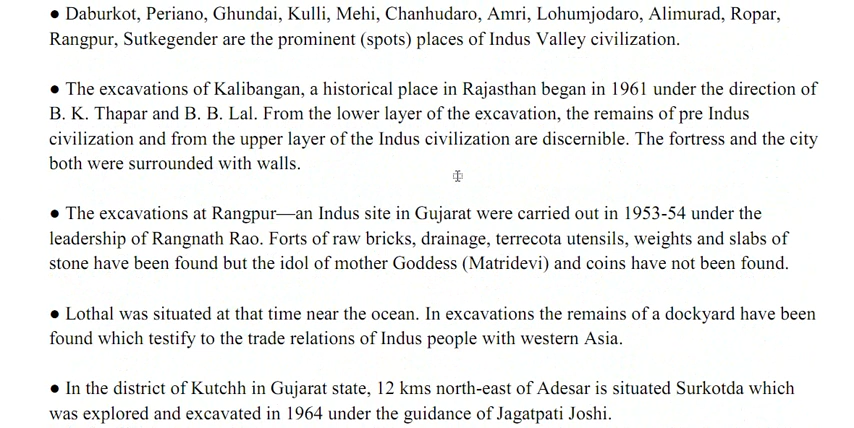 ● Daburkot, Periano, Ghundai, Kulli, Mehi, Chanhudaro, Amri, Lohumjodaro, Alimurad, Ropar,
Rangpur, Sutkegender are the prominent (spots) places of Indus Valley civilization.
● The excavations of Kalibangan, a historical place in Rajasthan began in 1961 under the direction of
B. K. Thapar and B. B. Lal. From the lower layer of the excavation, the remains of pre Indus
civilization and from the upper layer of the Indus civilization are discernible. The fortress and the city
both were surrounded with walls.
● The excavations at Rangpur—an Indus site in Gujarat were carried out in 1953-54 under the
leadership of Rangnath Rao. Forts of raw bricks, drainage, terrecota utensils, weights and slabs of
stone have been found but the idol of mother Goddess (Matridevi) and coins have not been found.
● Lothal was situated at that time near the ocean. In excavations the remains of a dockyard have been
found which testify to the trade relations of Indus people with western Asia.
● In the district of Kutchh in Gujarat state, 12 kms north-east of Adesar is situated Surkotda which
was explored and excavated in 1964 under the guidance of Jagatpati Joshi.